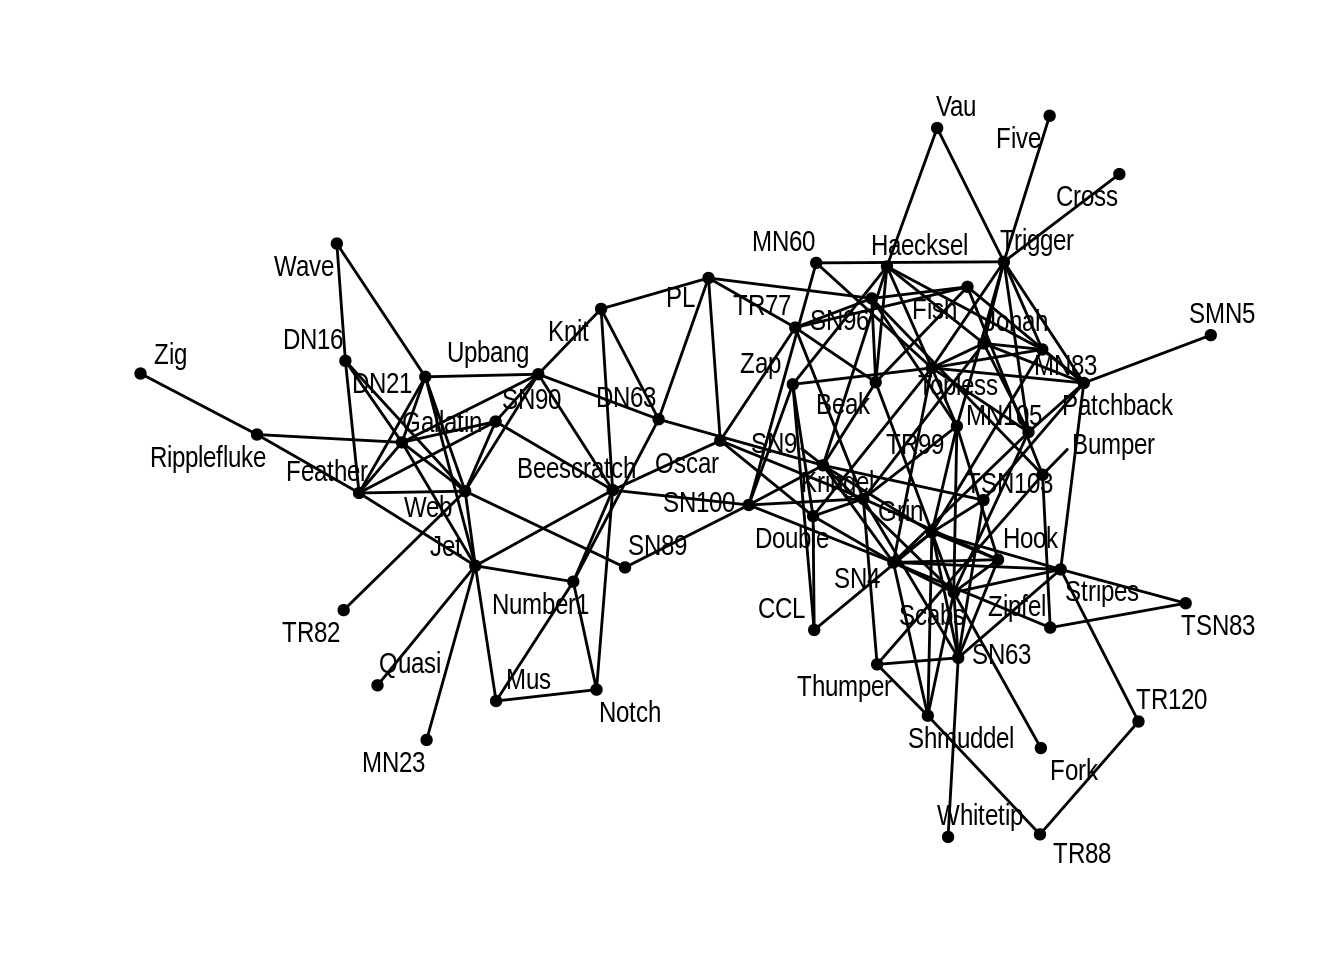 Vau
Five
Cross
MN60
Haecksel
Trigger
Wave
PL
TR77
SN96
Fish
Jonah
SMN5
DN16
Zig
Upbang
Knit
Zap
MN83
DN21
SN90
DN63
Beak
Topless
Patchback
Gallatin
MN105
Ripplefluke
Feather
Beescratch
Oscar
SN9
TR99
Bumper
Web
SN100
Kringel
TSN103
Grin
Jet
SN89
Double
Hook
SN4
Number1
CCL
Scabs
Zipfel
Stripes
TR82
TSN83
Quasi
Mus
SN63
Thumper
Notch
TR120
MN23
Shmuddel
Fork
Whitetip
TR88